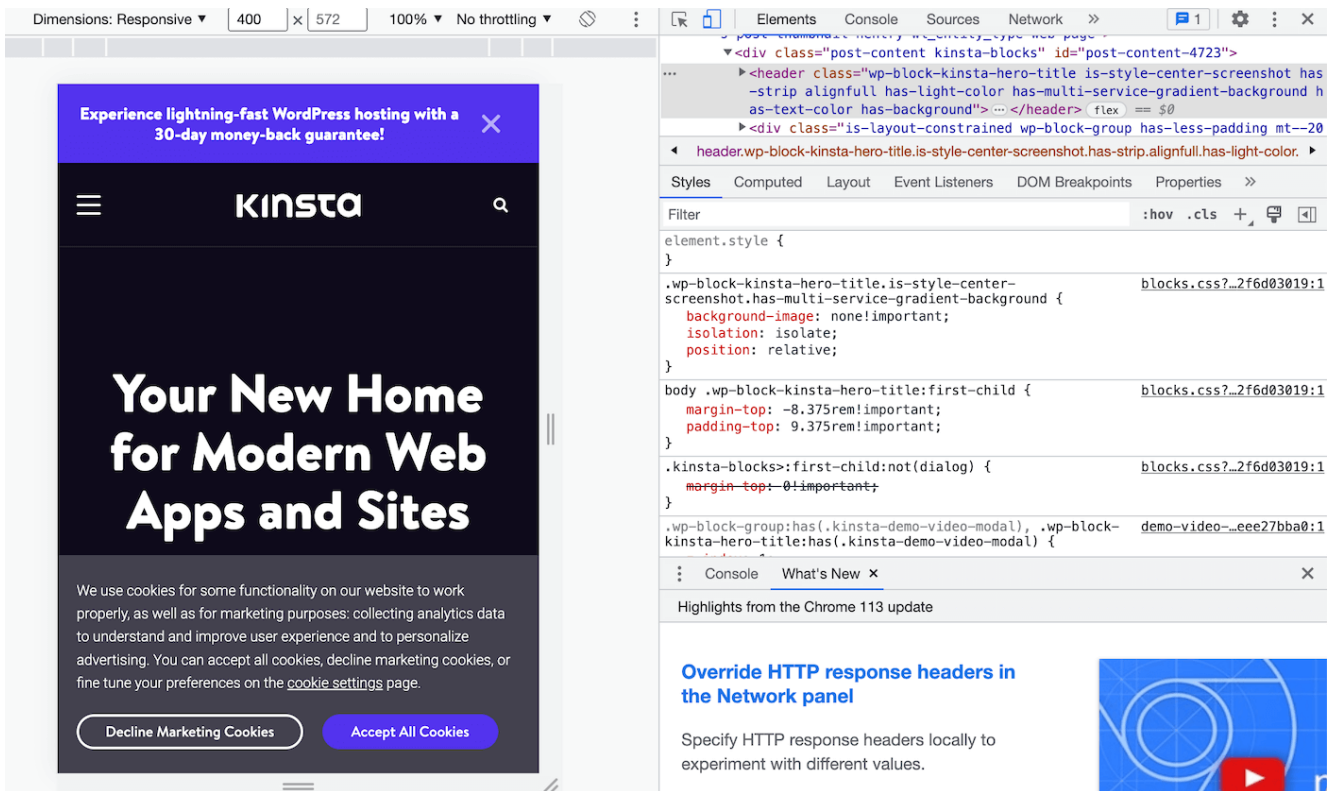 Dimensions: Responsive ▼ 400 × 572 100% ▼ No throttling ▼
Experience lightning-fast WordPress hosting with a
30-day money-back guarantee!
KINSTA
Your New Home
for Modern Web
Apps and Sites
We use cookies for some functionality on our website to work
properly, as well as for marketing purposes: collecting analytics data
to understand and improve user experience and to personalize
advertising. You can accept all cookies, decline marketing cookies, or
fine tune your preferences on the cookie settings page.
Decline Marketing Cookies Accept All Cookies
Elements Console Sources Network » 1
▼<div class="post-content kinsta-blocks" id="post-content-4723">
… ▶<header class="wp-block-kinsta-hero-title is-style-center-screenshot has
-strip alignfull has-light-color has-multi-service-gradient-background h
as-text-color has-background"> … </header> flex == $0
▶<div class="is-layout-constrained wp-block-group has-less-padding mt--20
header.wp-block-kinsta-hero-title.is-style-center-screenshot.has-strip.alignfull.has-light-color.
Styles Computed Layout Event Listeners DOM Breakpoints Properties »
Filter :hov .cls +
element.style {
}
.wp-block-kinsta-hero-title.is-style-center- blocks.css?…2f6d03019:1
screenshot.has-multi-service-gradient-background {
background-image: none!important;
isolation: isolate;
position: relative;
}
body .wp-block-kinsta-hero-title:first-child { blocks.css?…2f6d03019:1
margin-top: -8.375rem!important;
padding-top: 9.375rem!important;
}
.kinsta-blocks>:first-child:not(dialog) { blocks.css?…2f6d03019:1
margin-top: 0!important;
}
.wp-block-group:has(.kinsta-demo-video-modal), .wp-block- demo-video-…eee27bba0:1
kinsta-hero-title:has(.kinsta-demo-video-modal) {
Console What's New ×
Highlights from the Chrome 113 update
Override HTTP response headers in
the Network panel
Specify HTTP response headers locally to
experiment with different values.